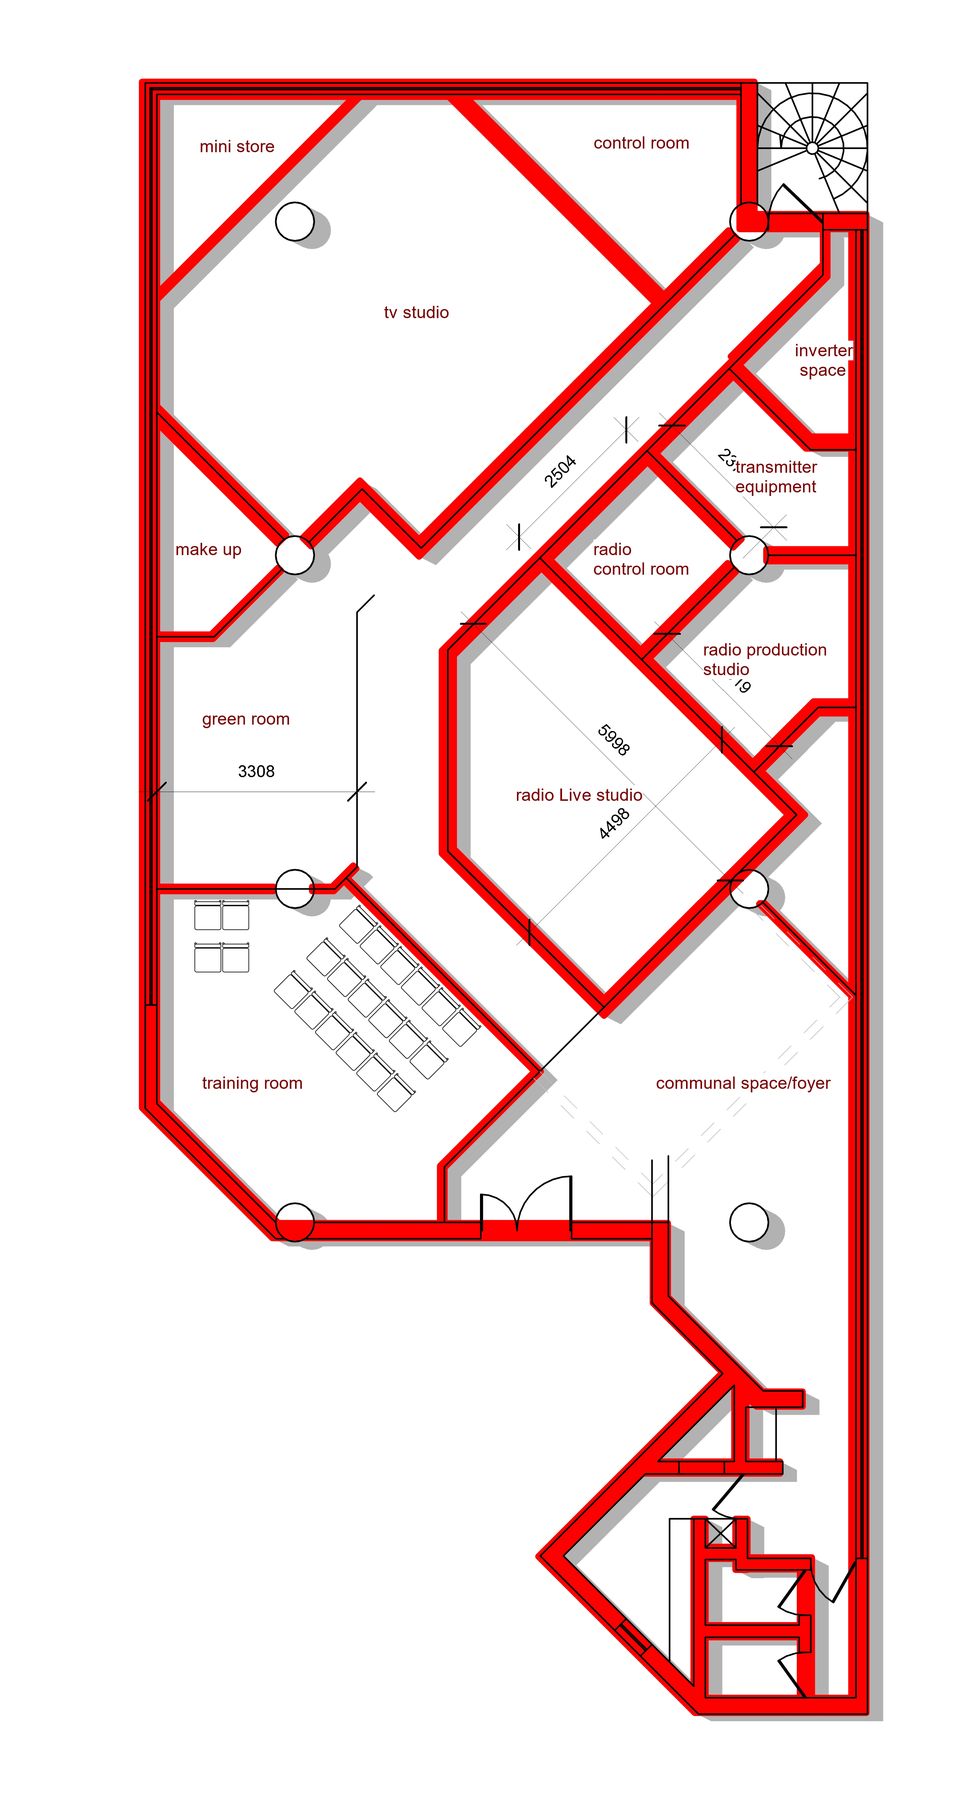 mini store
control room
tv studio
inverter
space
2504
transmitter
equipment
make up
radio
control room
radio production
studio
green room
5998
3308
radio Live studio
4498
training room
communal space/foyer